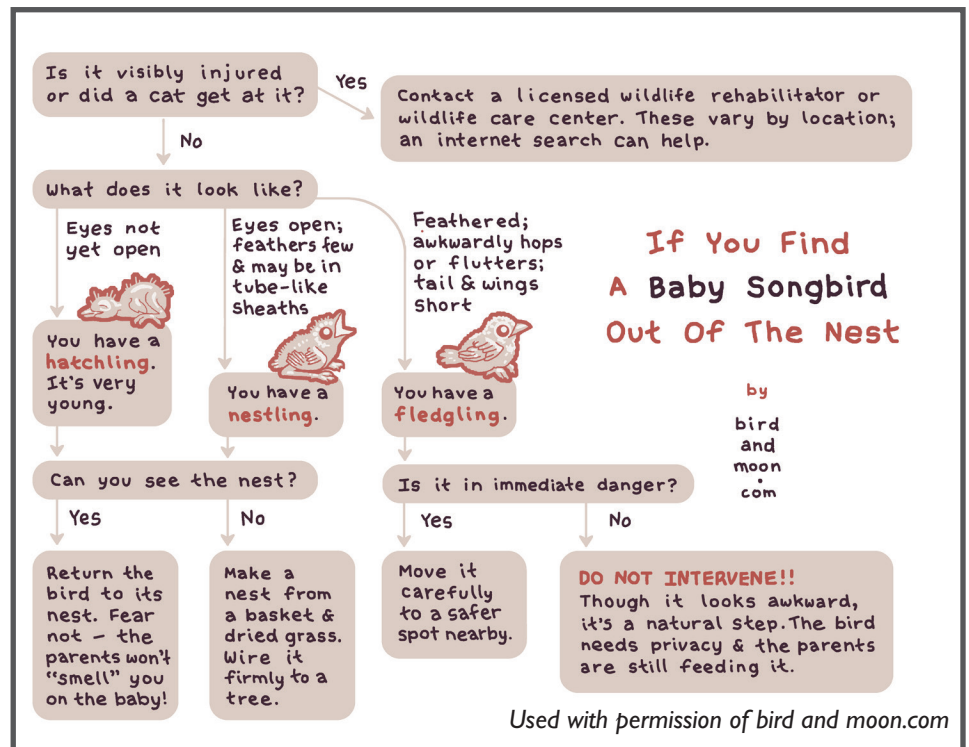 Is it visibly injured
or did a cat get at it?
Yes
Contact a licensed wildlife rehabilitator or
wildlife care center. These vary by location;
an internet search can help.
No
What does it look like?
Eyes not
yet open
Eyes open;
feathers few
& may be in
tube-like
sheaths
Feathered;
awkwardly hops
or flutters;
tail & wings
short
If You Find
A Baby Songbird
Out Of The Nest
by
bird
and
moon
.
com
You have a
hatchling.
It's very
young.
You have a
nestling.
You have a
fledgling.
Can you see the nest?
Yes
No
Is it in immediate danger?
Yes
No
Return the
bird to its
nest. Fear
not – the
parents won't
"smell" you
on the baby!
Make a
nest from
a basket &
dried grass.
Wire it
firmly to a
tree.
Move it
carefully
to a safer
spot nearby.
DO NOT INTERVENE!!
Though it looks awkward,
it's a natural step. The bird
needs privacy & the parents
are still feeding it.
Used with permission of bird and moon.com